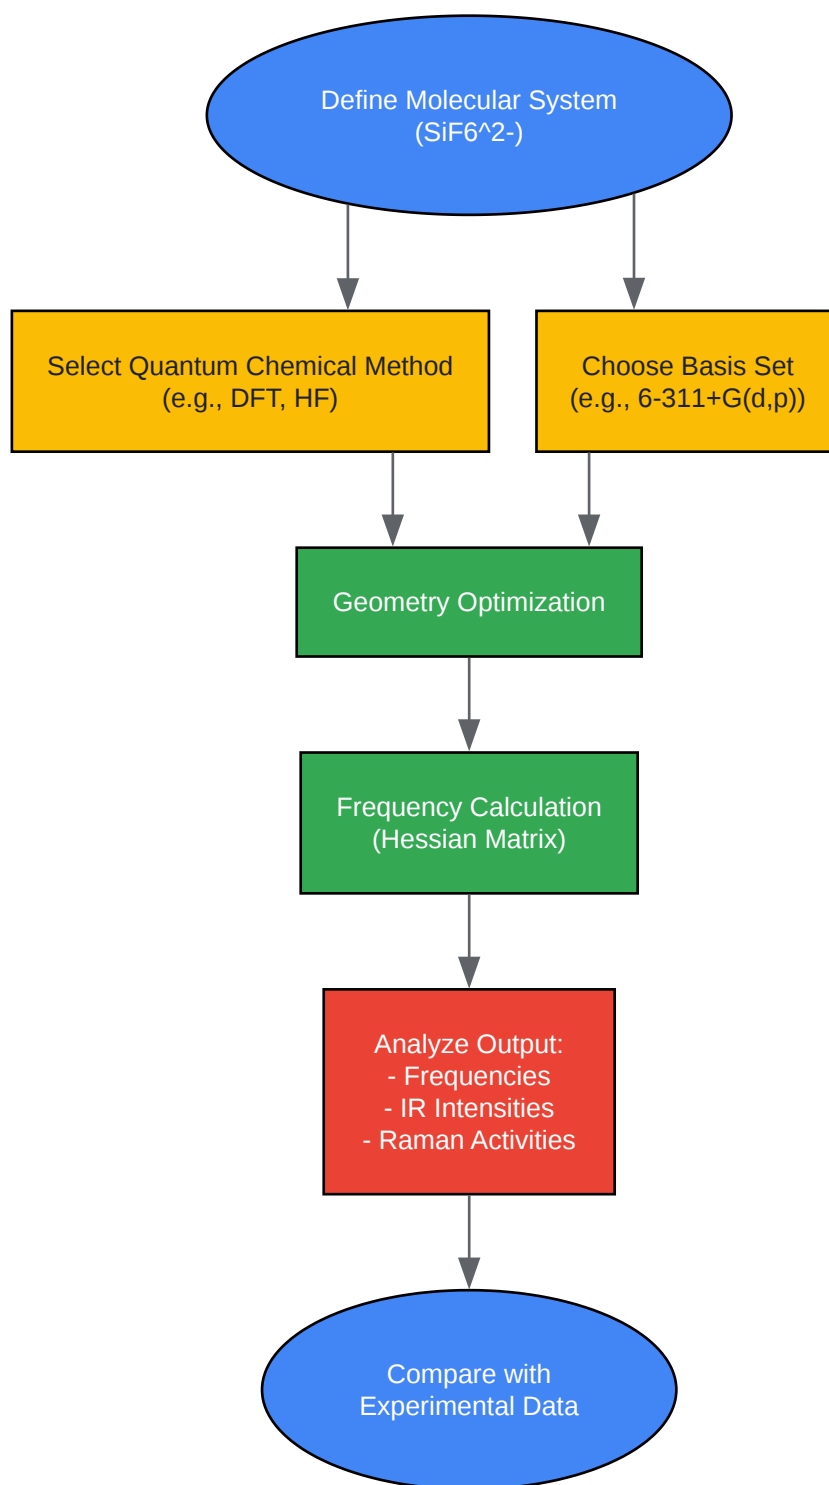 Define Molecular System
(SiF6^2-)
Select Quantum Chemical Method
(e.g., DFT, HF)
Choose Basis Set
(e.g., 6-311+G(d,p))
Geometry Optimization
Frequency Calculation
(Hessian Matrix)
Analyze Output:
- Frequencies
- IR Intensities
- Raman Activities
Compare with
Experimental Data